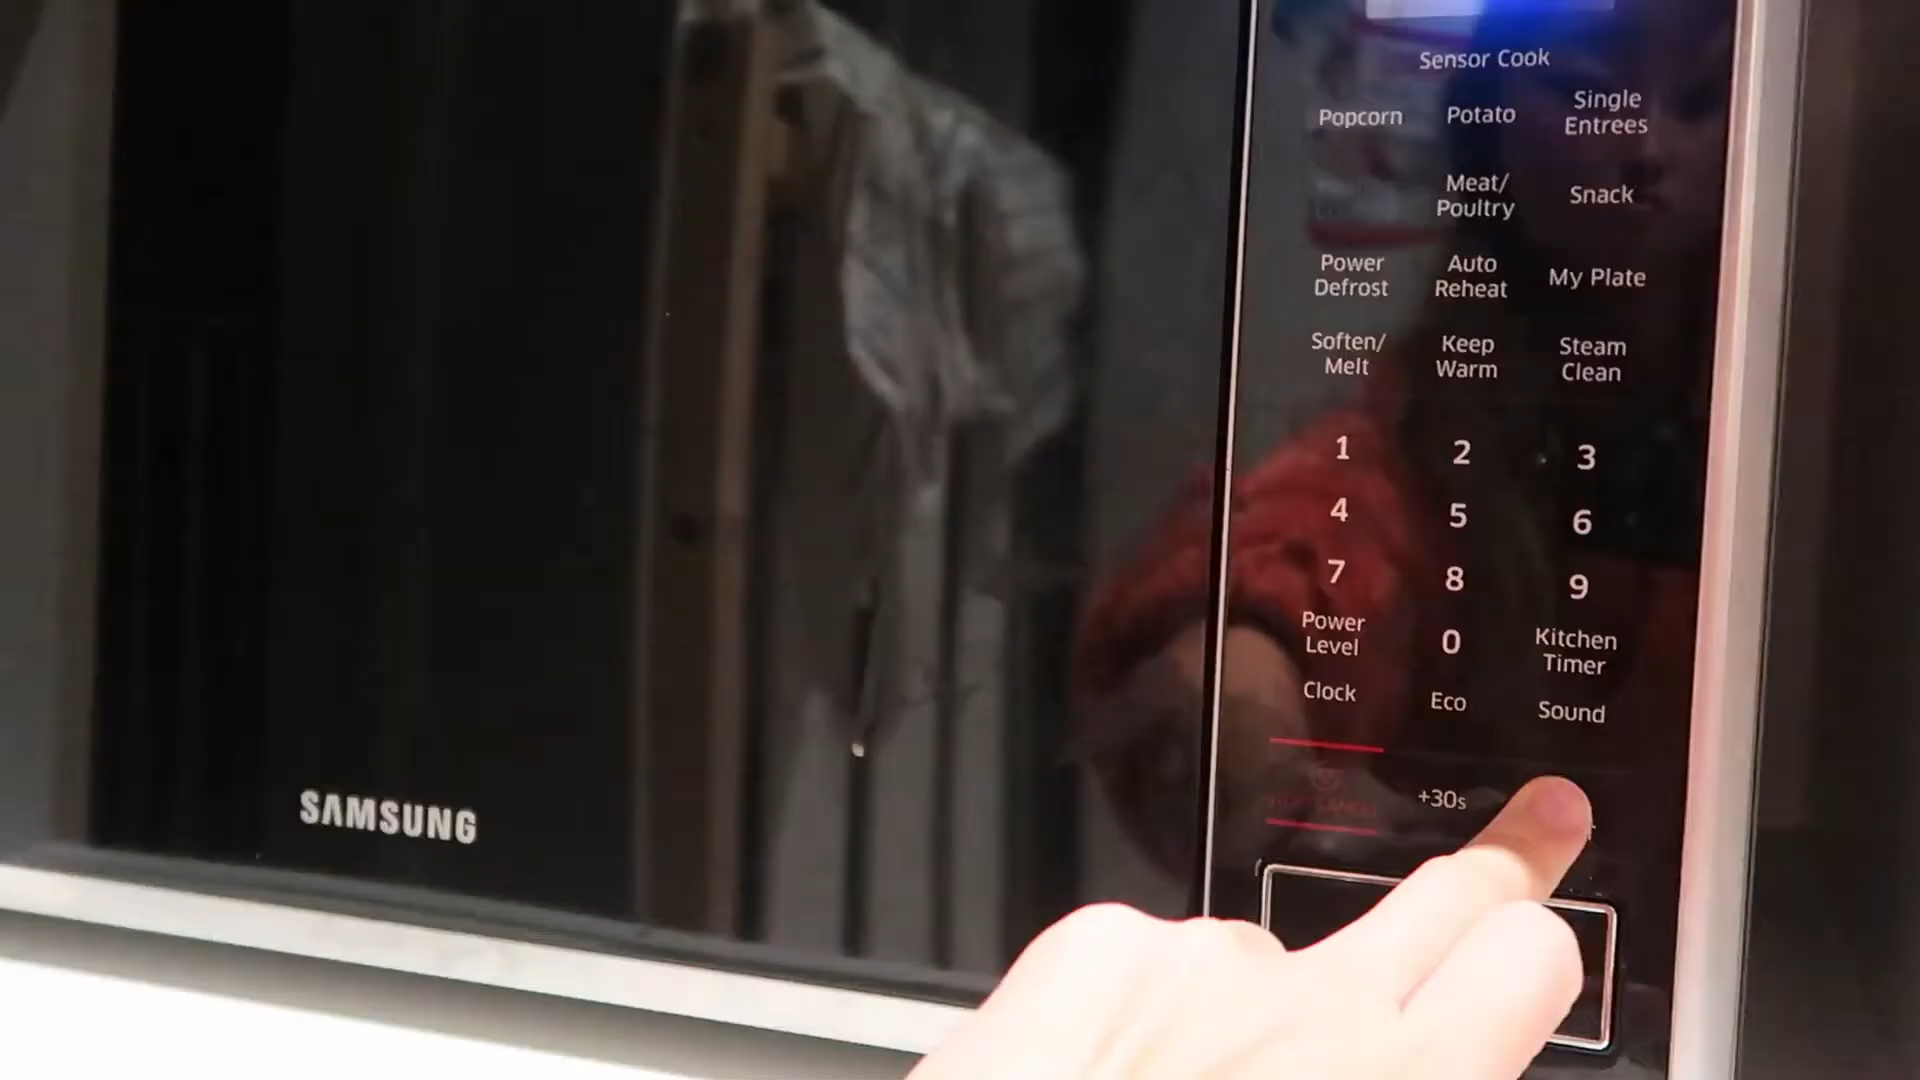 Sensor Cook
Popcorn
Potato
Single
Entrees
Meat/
Poultry
Snack
Power
Defrost
Auto
Reheat
My Plate
Soften/
Melt
Keep
Warm
Steam
Clean
1
2
3
4
5
6
7
8
9
Power
Level
0
Kitchen
Timer
Clock
Eco
Sound
+30s
SAMSUNG